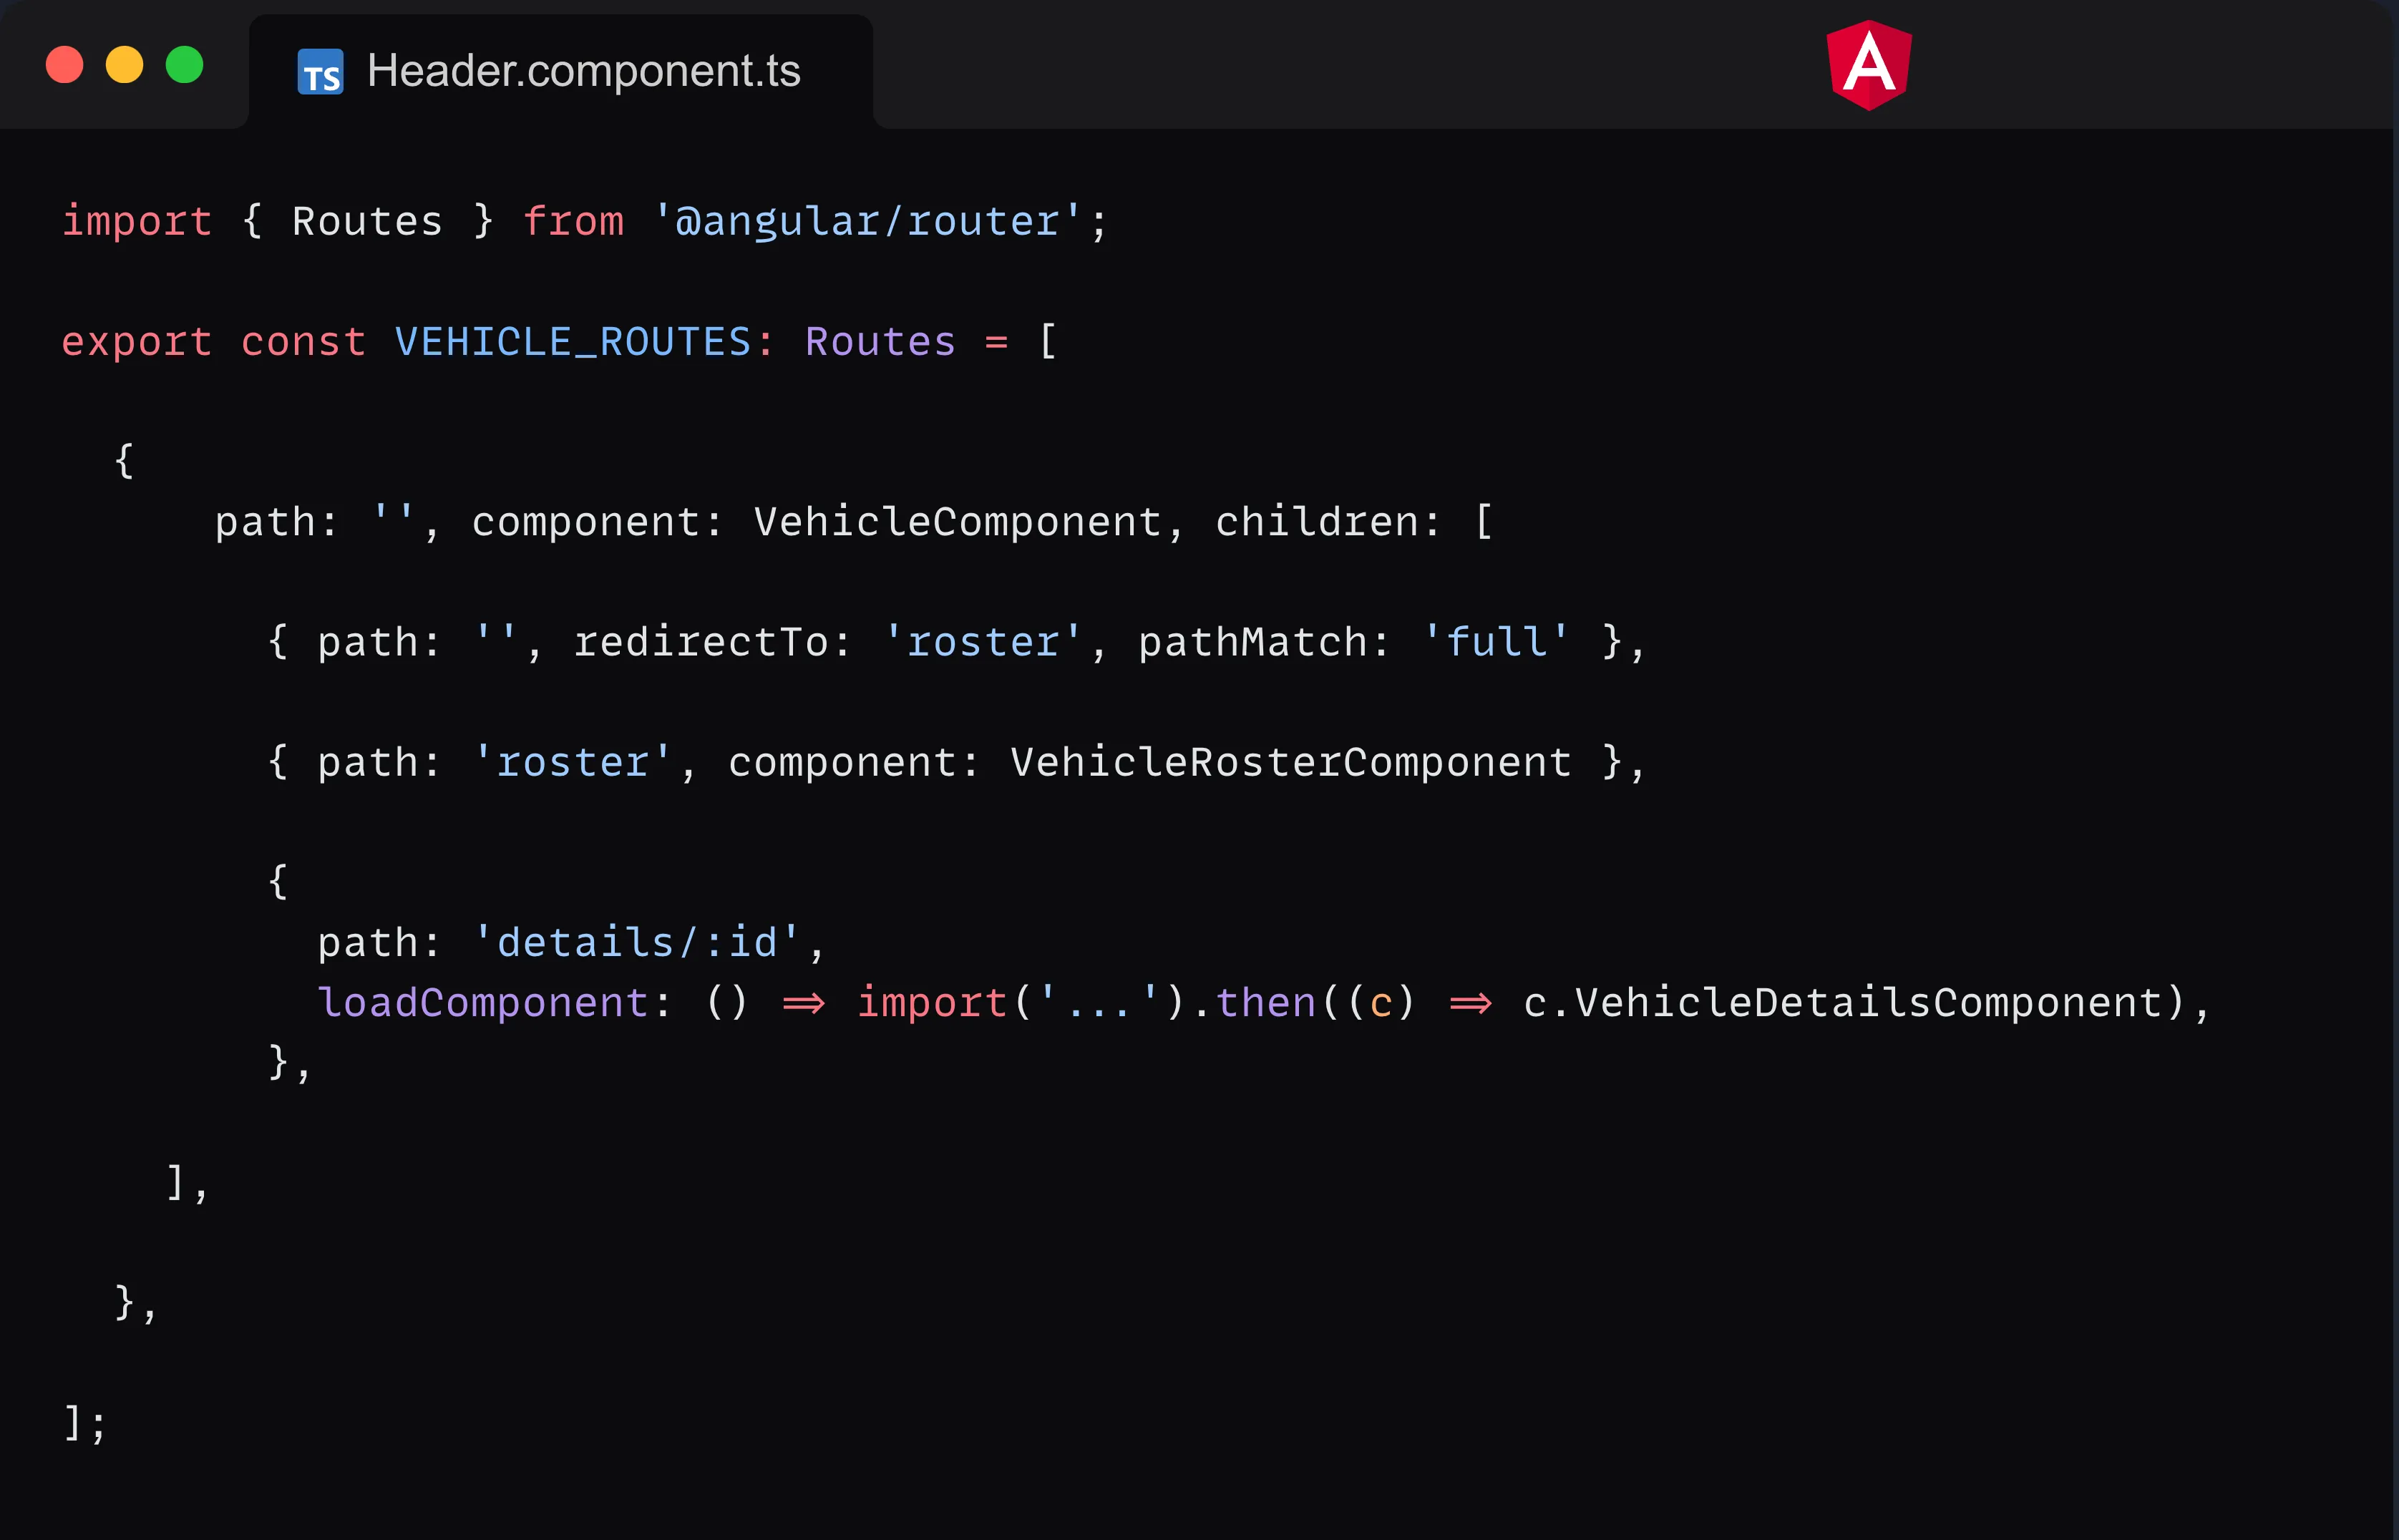 TS Header.component.ts
import { Routes } from '@angular/router';
export const VEHICLE_ROUTES: Routes = [
  {
      path: '', component: VehicleComponent, children: [
        { path: '', redirectTo: 'roster', pathMatch: 'full' },
        { path: 'roster', component: VehicleRosterComponent },
        {
          path: 'details/:id',
          loadComponent: () => import('...').then((c) => c.VehicleDetailsComponent),
        },
    ],
  },
];